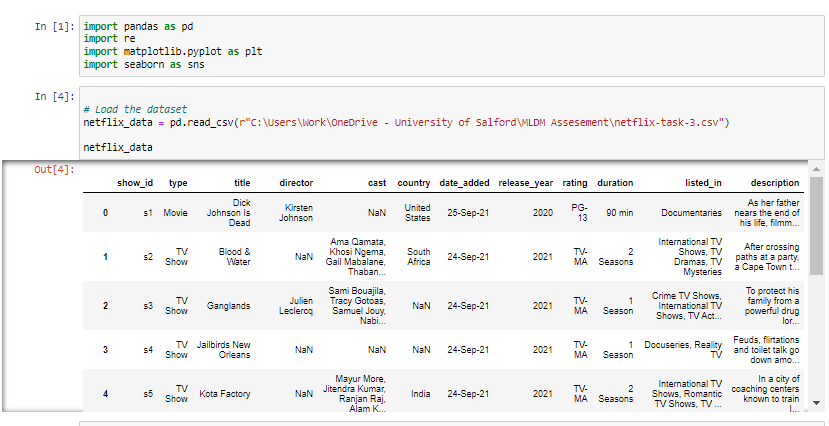 In [1]:
import pandas as pd
import re
import matplotlib.pyplot as plt
import seaborn as sns
In [4]:
# Load the dataset
netflix_data = pd.read_csv(r"C:\Users\Work\OneDrive - University of Salford\MLDM Assesement\netflix-task-3.csv")
netflix_data
Out[4]:
show_id type title director cast country date_added release_year rating duration listed_in description
0 s1 Movie Dick Johnson Is Dead Kirsten Johnson NaN United States 25-Sep-21 2020 PG-13 90 min Documentaries As her father nears the end of his life, filmm...
1 s2 TV Show Blood & Water NaN Ama Qamata, Khosi Ngema, Gail Mabalane, Thaban... South Africa 24-Sep-21 2021 TV-MA 2 Seasons International TV Shows, TV Dramas, TV Mysteries After crossing paths at a party, a Cape Town t...
2 s3 TV Show Ganglands Julien Leclercq Sami Bouajila, Tracy Gotoas, Samuel Jouy, Nabi... NaN 24-Sep-21 2021 TV-MA 1 Season Crime TV Shows, International TV Shows, TV Act... To protect his family from a powerful drug lor...
3 s4 TV Show Jailbirds New Orleans NaN NaN NaN 24-Sep-21 2021 TV-MA 1 Season Docuseries, Reality TV Feuds, flirtations and toilet talk go down amo...
4 s5 TV Show Kota Factory NaN Mayur More, Jitendra Kumar, Ranjan Raj, Alam K... India 24-Sep-21 2021 TV-MA 2 Seasons International TV Shows, Romantic TV Shows, TV ... In a city of coaching centers known to train I...